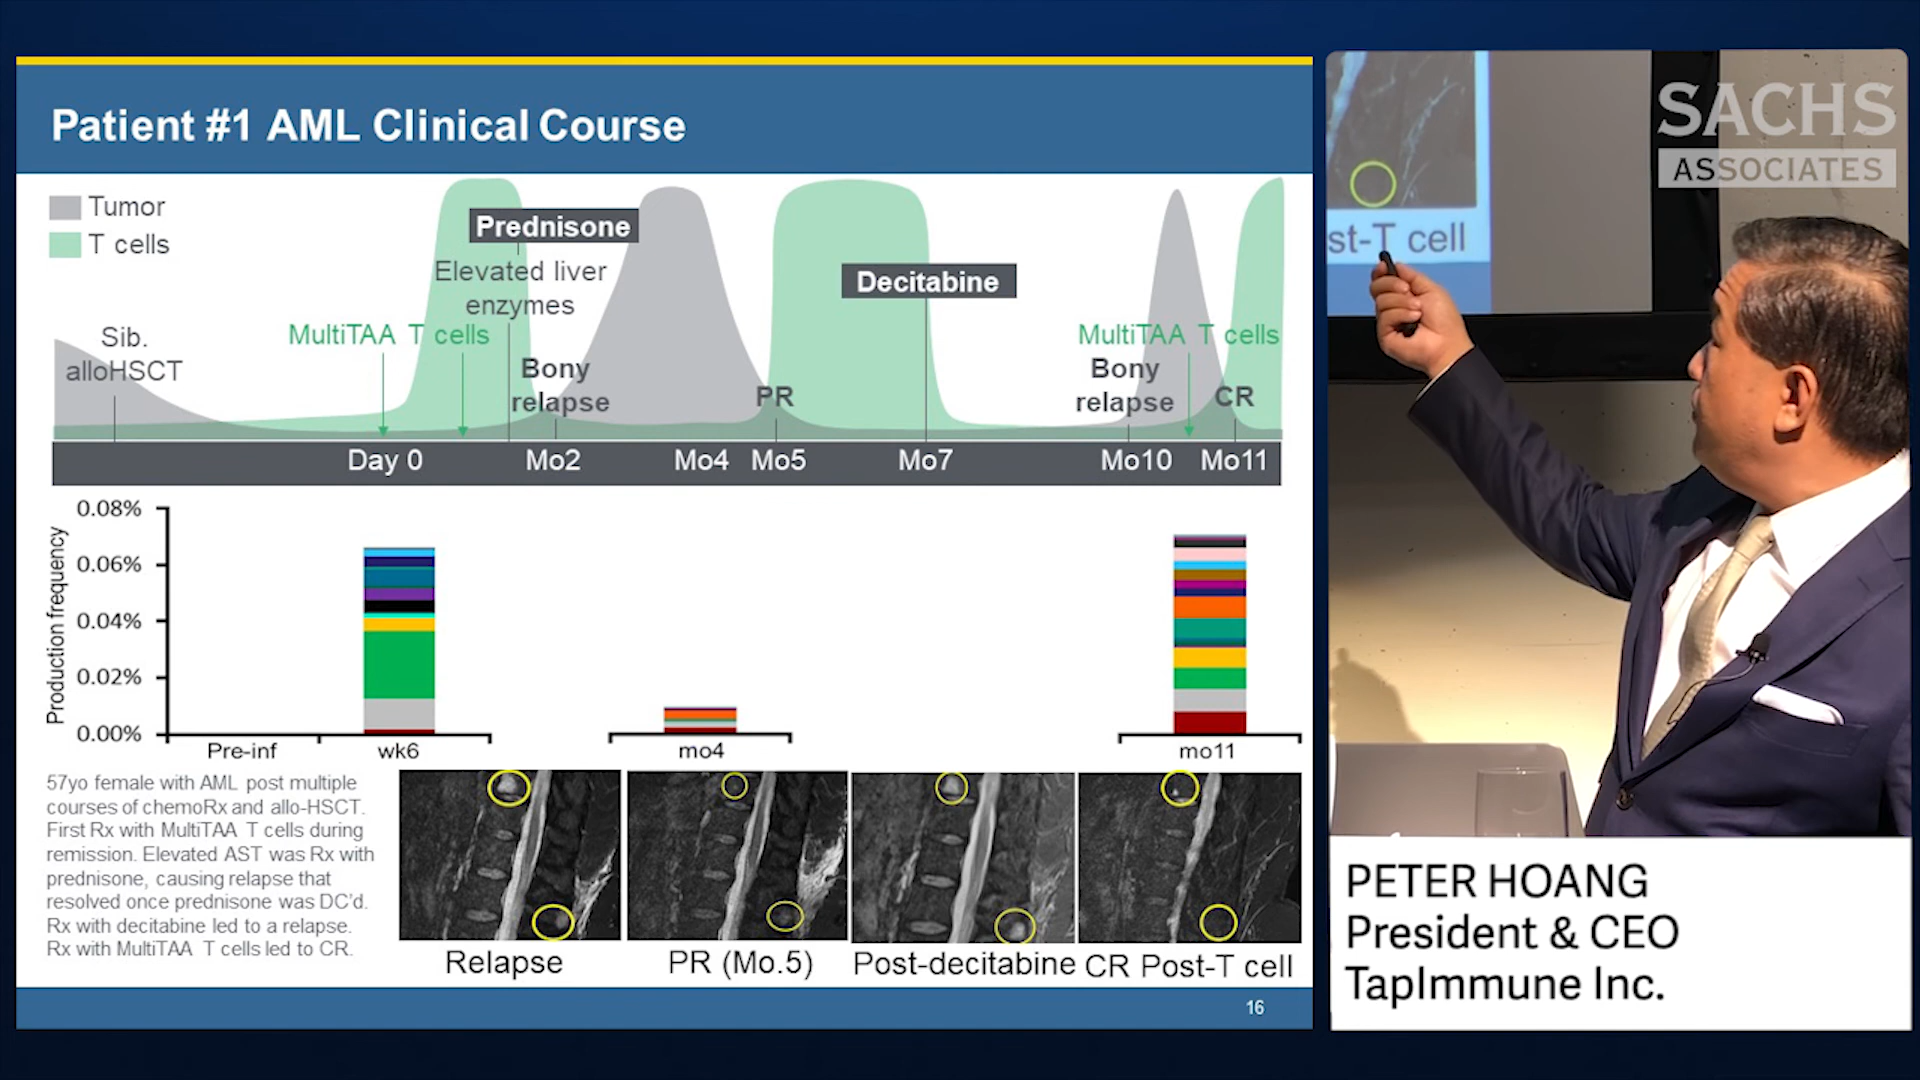 Patient #1 AML Clinical Course
Tumor
T cells
Prednisone
Elevated liver
enzymes
Decitabine
Sib.
alloHSCT
MultiTAA T cells
Bony
relapse
PR
MultiTAA T cells
Bony
relapse
CR
Day 0
Mo2
Mo4
Mo5
Mo7
Mo10
Mo11
Production frequency
0.08%
0.06%
0.04%
0.02%
0.00%
Pre-inf
wk6
mo4
mo11
57yo female with AML post multiple
courses of chemoRx and allo-HSCT.
First Rx with MultiTAA T cells during
remission. Elevated AST was Rx with
prednisone, causing relapse that
resolved once prednisone was DC'd.
Rx with decitabine led to a relapse.
Rx with MultiTAA T cells led to CR.
Relapse
PR (Mo.5)
Post-decitabine
CR Post-T cell
16
SACHS
ASSOCIATES
st-T cell
PETER HOANG
President & CEO
TapImmune Inc.